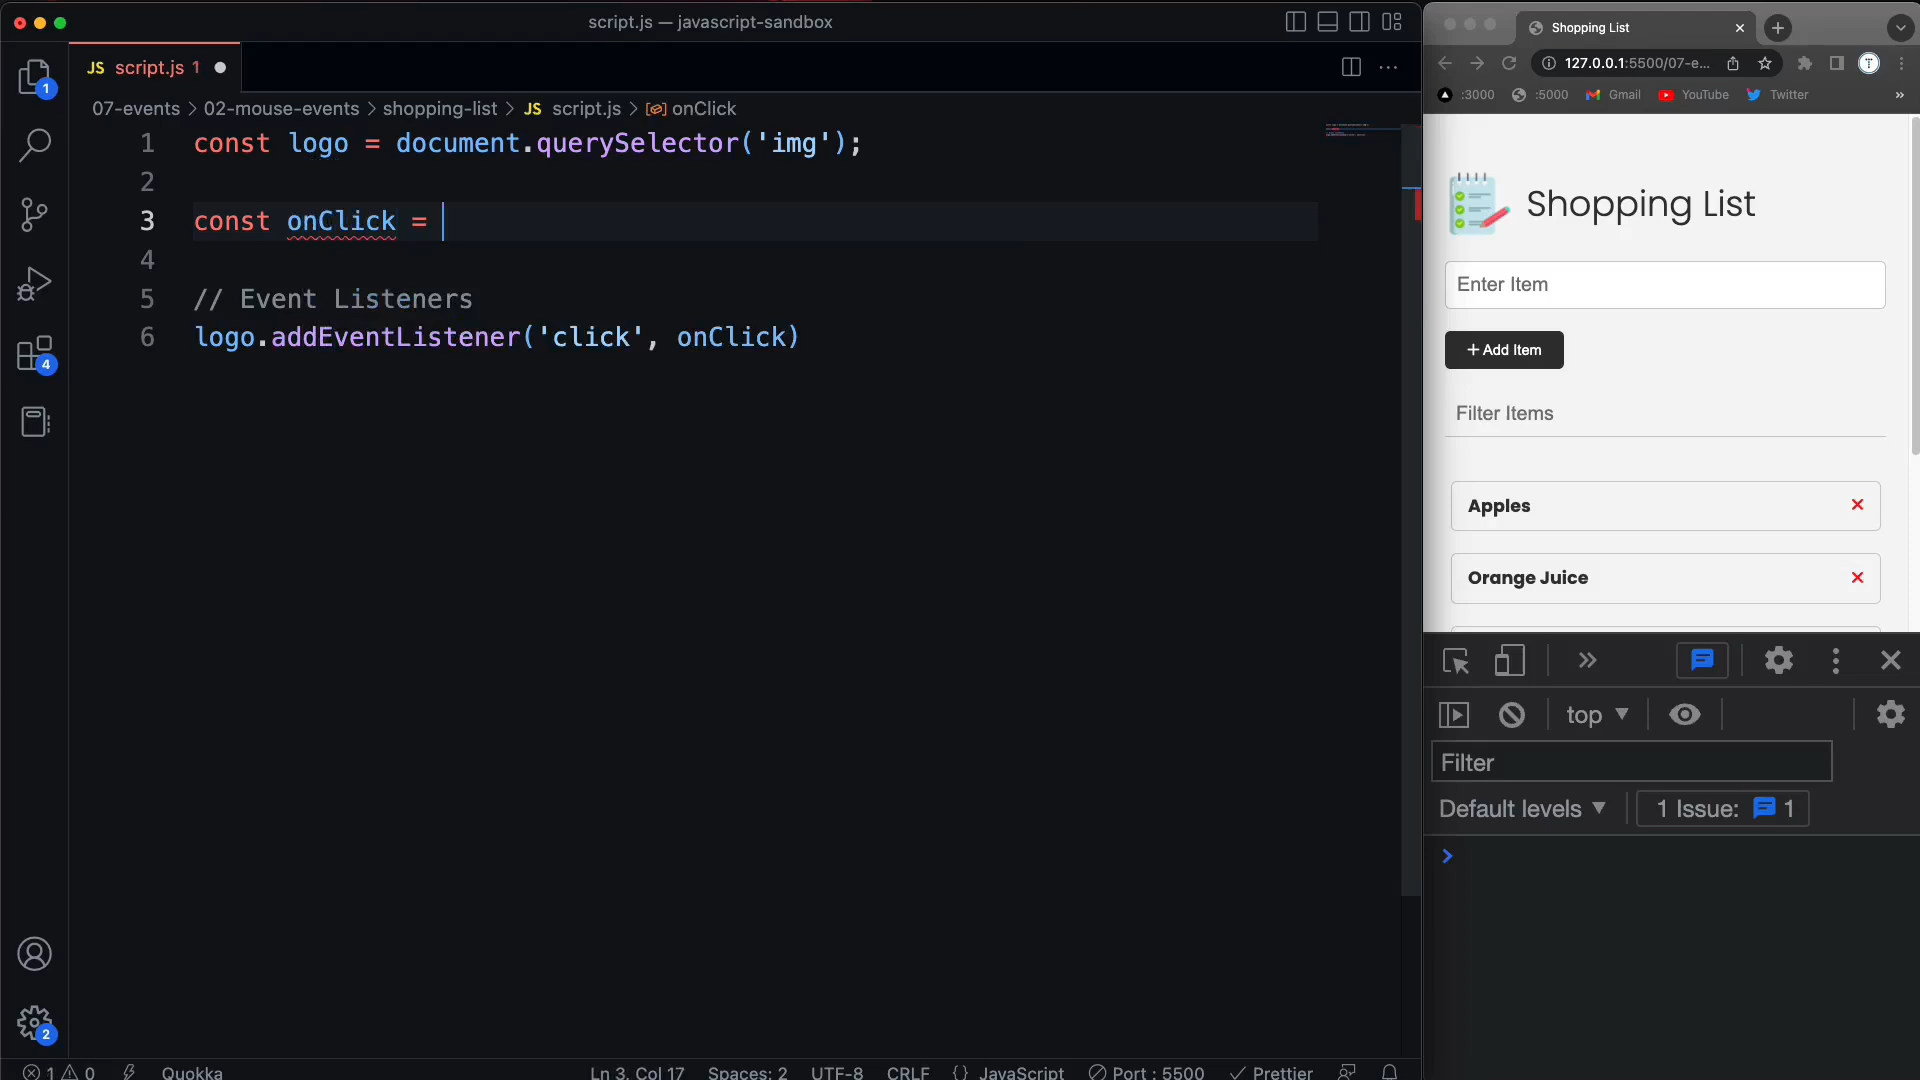 script.js — javascript-sandbox
JS script.js 1
07-events > 02-mouse-events > shopping-list > JS script.js > onClick
1 const logo = document.querySelector('img');
2
3 const onClick =
4
5 // Event Listeners
6 logo.addEventListener('click', onClick)
1
4
2
1 0 Quokka Ln 3, Col 17 Spaces: 2 UTF-8 CRLF {} JavaScript Port : 5500 Prettier
Shopping List
127.0.0.1:5500/07-e...
:3000 :5000 Gmail YouTube Twitter »
Shopping List
Enter Item
+ Add Item
Filter Items
Apples
Orange Juice
top
Filter
Default levels 1 Issue: 1